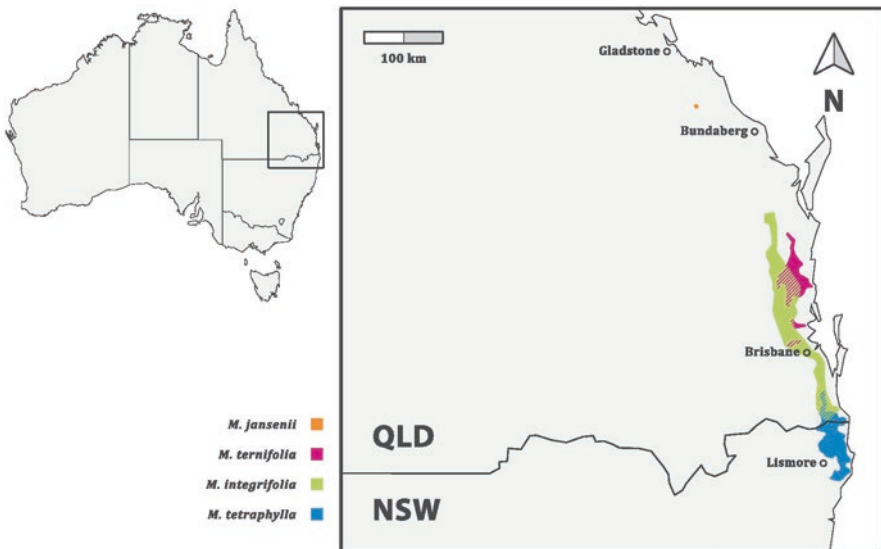 Gladstone
100 km
N
Bundaberg
Brisbane
M. jansenii
M. ternifolia
QLD
M. integrifolia
Lismore
M. tetraphylla
NSW